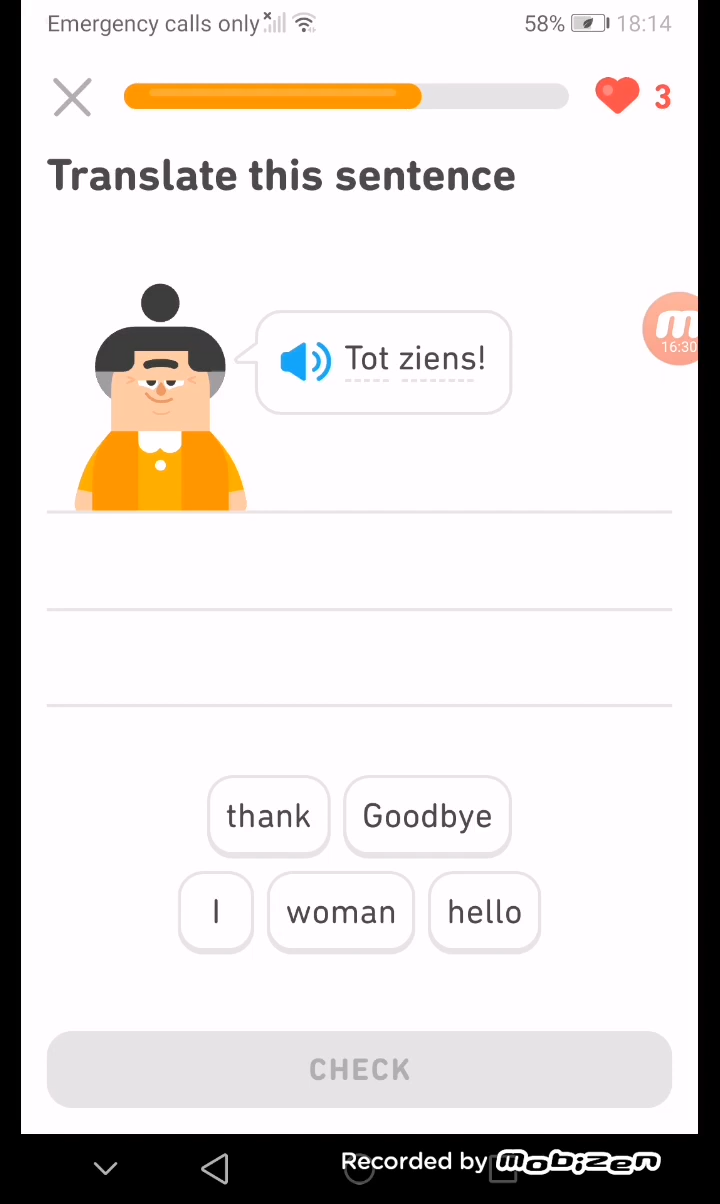 Emergency calls only 58% 18:14
3
Translate this sentence
Tot ziens!
16:30
thank Goodbye
I woman hello
CHECK
Recorded by Mobizen